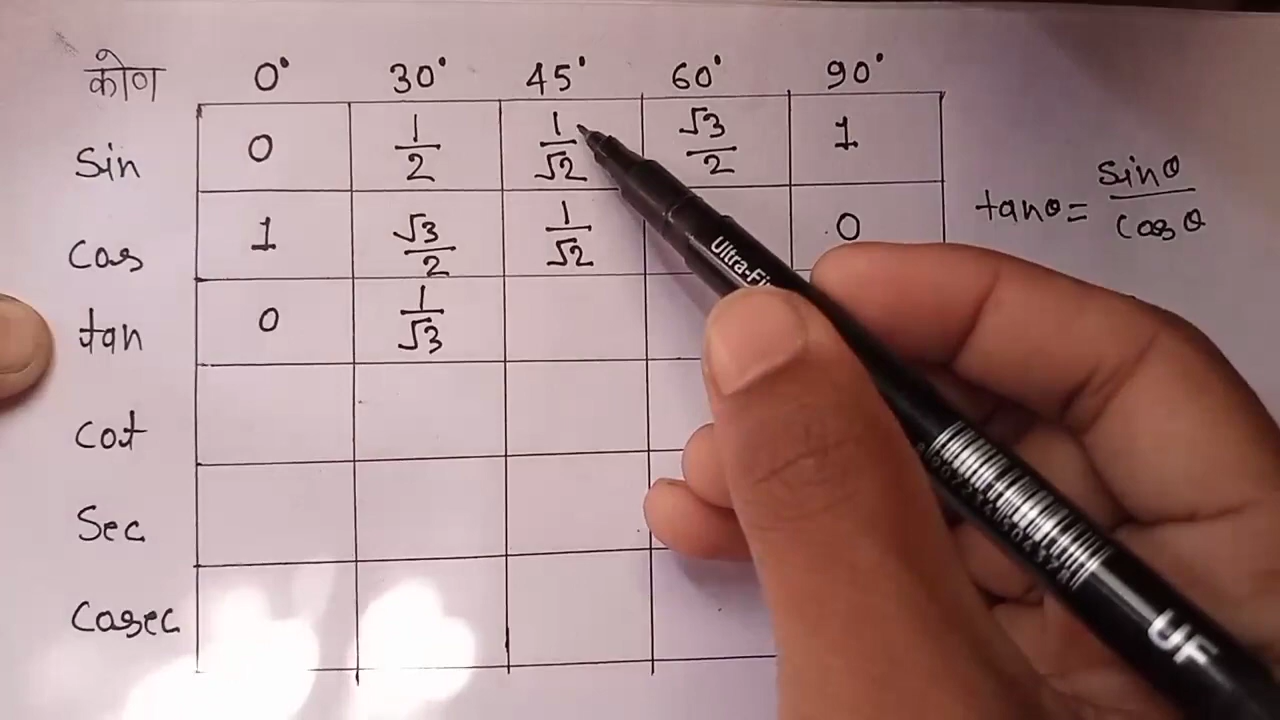 कोण 0° 30° 45° 60° 90°
Sin 0 1/2 1/√2 √3/2 1
Cos 1 √3/2 1/√2 0
tan 0 1/√3
Cot
Sec
Cosec
tanθ = sinθ/cosθ
Ultra-Fi
UF